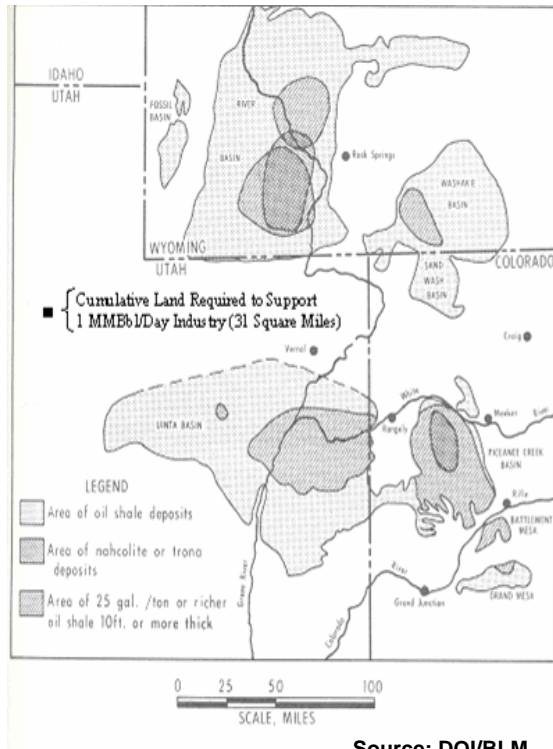 IDAHO
UTAH
FOSSIL
BASIN
RIVER
BASIN
Rock Springs
WASHAKIE
BASIN
WYOMING
UTAH
COLORADO
SAND
WASH
BASIN
Cumulative Land Required to Support
1 MMBbl/Day Industry (31 Square Miles)
Vernal
Craig
White
River
Meeker
UINTA BASIN
Rangely
PICEANCE CREEK
BASIN
LEGEND
Area of oil shale deposits
Area of nahcolite or trona
deposits
Area of 25 gal. /ton or richer
oil shale 10ft. or more thick
Rifle
BATTLEMENT
MESA
Green River
River
Colorado
Grand Junction
GRAND MESA
0 25 50 100
SCALE, MILES
Source: DOI/BLM